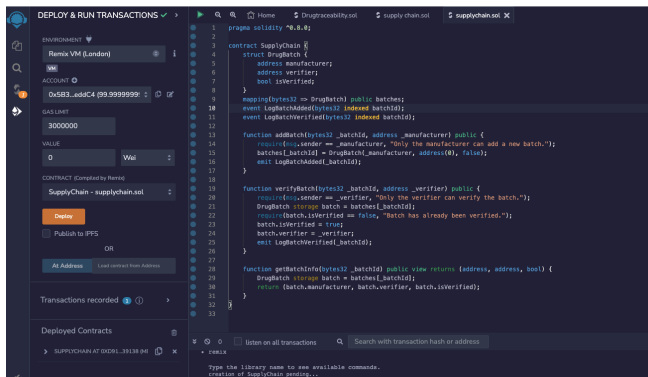 DEPLOY & RUN TRANSACTIONS
ENVIRONMENT
Remix VM (London)
VM
ACCOUNT
0x5B3...eddC4 (99.99999999
GAS LIMIT
3000000
VALUE
0
Wei
CONTRACT (Compiled by Remix)
SupplyChain - supplychain.sol
Deploy
Publish to IPFS
OR
At Address
Load contract from Address
Transactions recorded 1
Deployed Contracts
SUPPLYCHAIN AT 0XD91...39138 (M
Home
Drugtraceability.sol
supply chain.sol
supplychain.sol
1 pragma solidity ^0.8.0;
2
3 contract SupplyChain {
4 struct DrugBatch {
5 address manufacturer;
6 address verifier;
7 bool isVerified;
8 }
9 mapping(bytes32 => DrugBatch) public batches;
10 event LogBatchAdded(bytes32 indexed batchId);
11 event LogBatchVerified(bytes32 indexed batchId);
12
13 function addBatch(bytes32 _batchId, address _manufacturer) public {
14 require(msg.sender == _manufacturer, "Only the manufacturer can add a new batch.");
15 batches[_batchId] = DrugBatch(_manufacturer, address(0), false);
16 emit LogBatchAdded(_batchId);
17 }
18
19 function verifyBatch(bytes32 _batchId, address _verifier) public {
20 require(msg.sender == _verifier, "Only the verifier can verify the batch.");
21 DrugBatch storage batch = batches[_batchId];
22 require(batch.isVerified == false, "Batch has already been verified.");
23 batch.isVerified = true;
24 batch.verifier = _verifier;
25 emit LogBatchVerified(_batchId);
26 }
27
28 function getBatchInfo(bytes32 _batchId) public view returns (address, address, bool) {
29 DrugBatch storage batch = batches[_batchId];
30 return (batch.manufacturer, batch.verifier, batch.isVerified);
31 }
32 }
33
0
listen on all transactions
Search with transaction hash or address
remix
Type the library name to see available commands.
creation of SupplyChain pending...